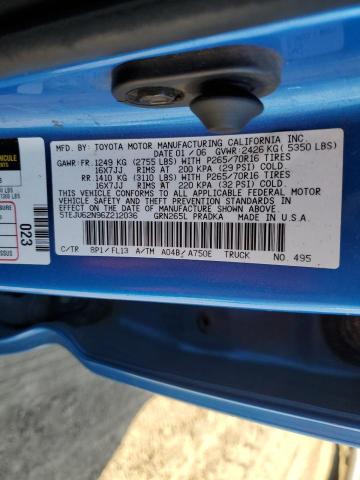 MFD. BY: TOYOTA MOTOR MANUFACTURING CALIFORNIA INC.
DATE 01 / 06 GVWR: 2426 KG ( 5350 LBS )
GAWR: FR. 1249 KG (2755 LBS) WITH P265/70R16 TIRES
16X7JJ RIMS AT 200 KPA (29 PSI) COLD.
RR. 1410 KG (3110 LBS) WITH P265/70R16 TIRES
16X7JJ RIMS AT 220 KPA (32 PSI) COLD.
THIS VEHICLE CONFORMS TO ALL APPLICABLE FEDERAL MOTOR
VEHICLE SAFETY STANDARDS IN EFFECT ON THE DATE OF
MANUFACTURE SHOWN ABOVE.
5TEJU62N96Z212036 GRN265L PRADKA MADE IN U.S.A.
C/TR 8P1/ FL13 A/TM A04B/ A750E TRUCK NO. 495
023